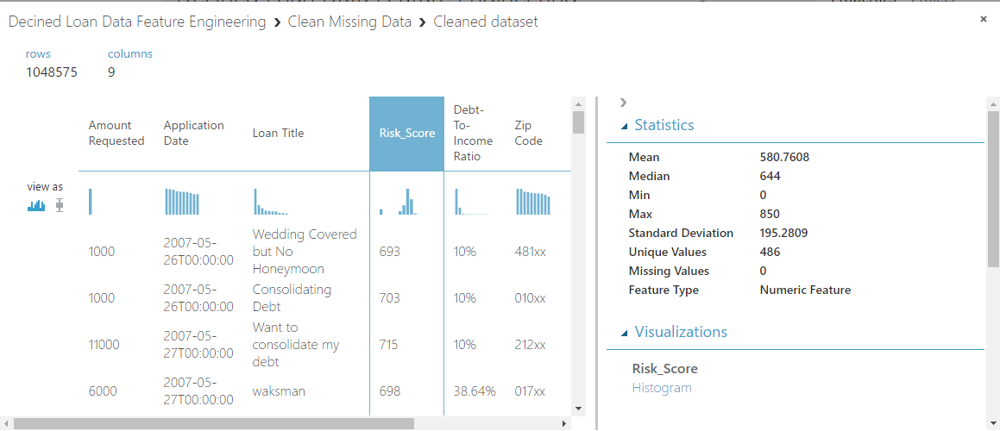 Decined Loan Data Feature Engineering › Clean Missing Data › Cleaned dataset
rows
columns
1048575
9
Amount
Requested
Application
Date
Loan Title
Risk_Score
Debt-
To-
Income
Ratio
Zip
Code
view as
1000
2007-05-
26T00:00:00
Wedding Covered
but No
Honeymoon
693
10%
481xx
1000
2007-05-
26T00:00:00
Consolidating
Debt
703
10%
010xx
11000
2007-05-
27T00:00:00
Want to
consolidate my
debt
715
10%
212xx
6000
2007-05-
27T00:00:00
waksman
698
38.64%
017xx
Statistics
Mean 580.7608
Median 644
Min 0
Max 850
Standard Deviation 195.2809
Unique Values 486
Missing Values 0
Feature Type Numeric Feature
Visualizations
Risk_Score
Histogram